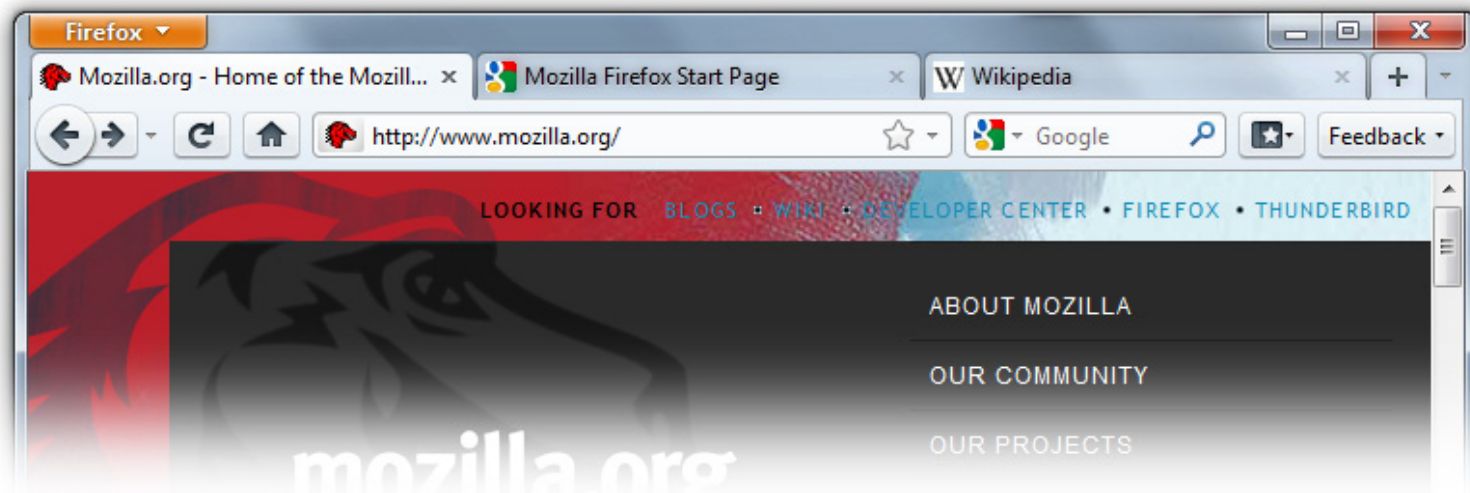 Firefox
Mozilla.org - Home of the Mozill...
Mozilla Firefox Start Page
W Wikipedia
http://www.mozilla.org/
Google
Feedback
LOOKING FOR BLOGS • WIKI • DEVELOPER CENTER • FIREFOX • THUNDERBIRD
ABOUT MOZILLA
OUR COMMUNITY
OUR PROJECTS
mozilla.org